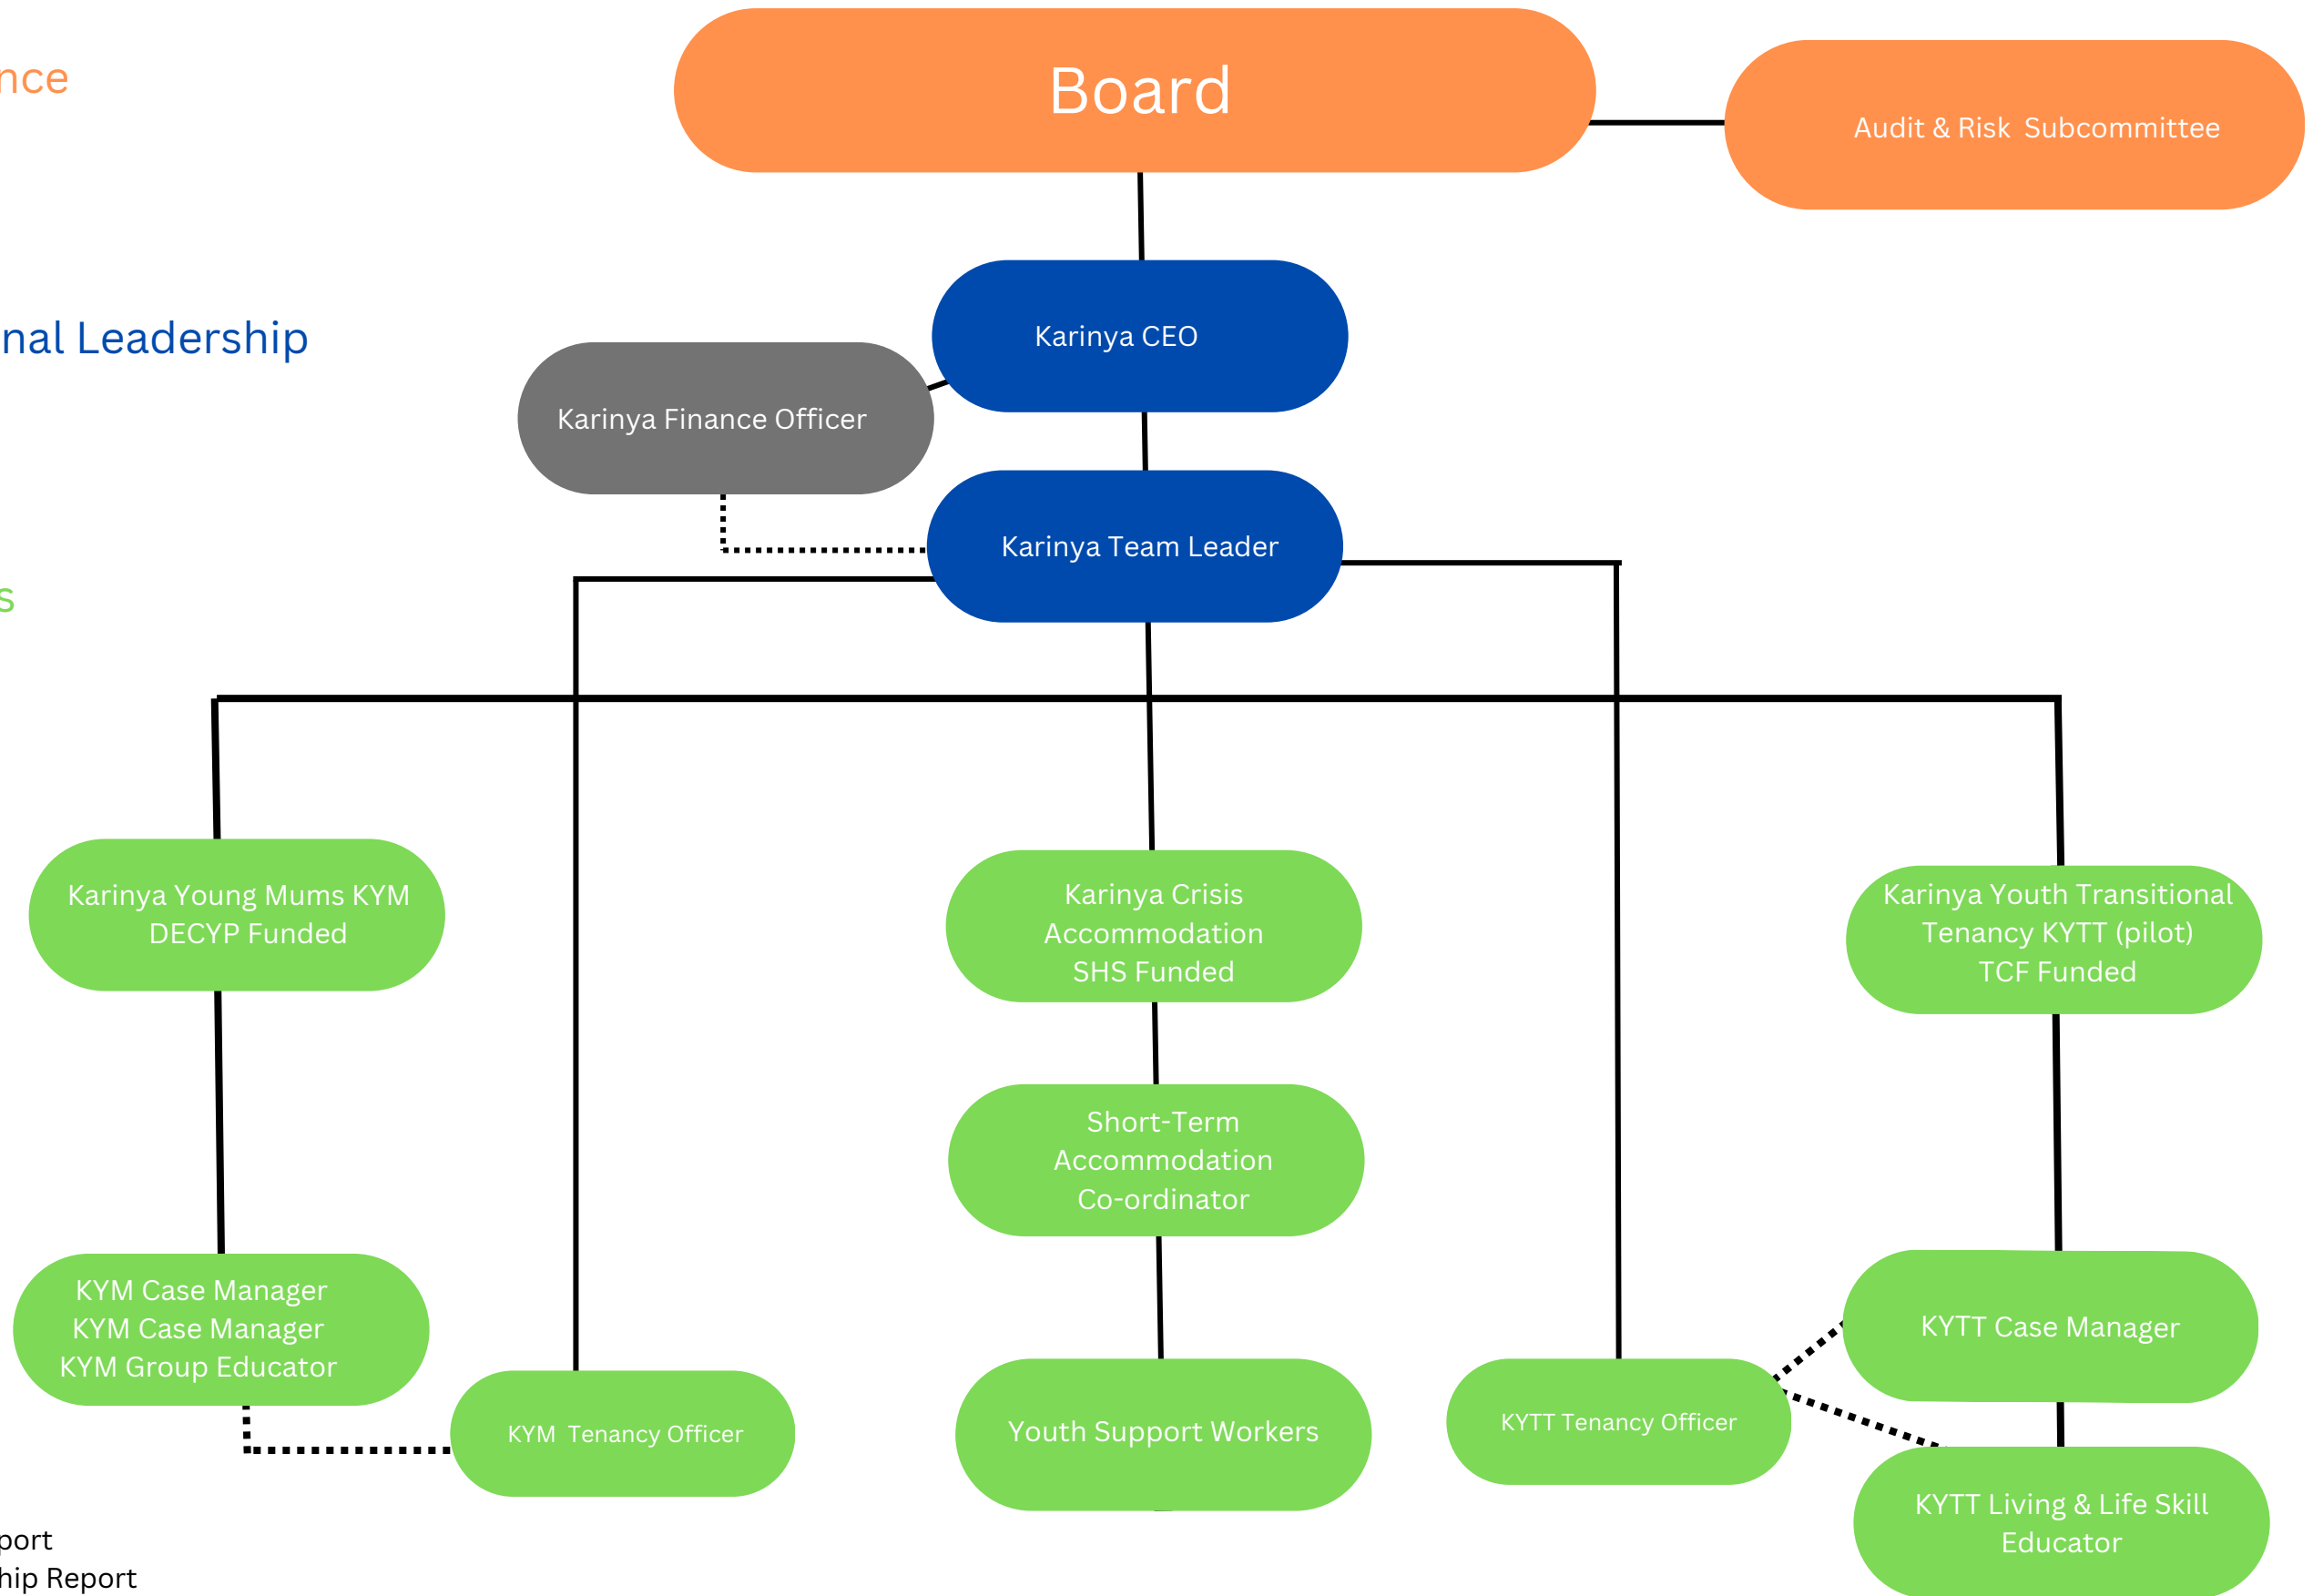 nce
Board
Audit & Risk Subcommittee
nal Leadership
Karinya CEO
Karinya Finance Officer
Karinya Team Leader
s
Karinya Young Mums KYM
DECYP Funded
Karinya Crisis
Accommodation
SHS Funded
Karinya Youth Transitional
Tenancy KYTT (pilot)
TCF Funded
Short-Term
Accommodation
Co-ordinator
KYM Case Manager
KYM Case Manager
KYM Group Educator
KYM Tenancy Officer
Youth Support Workers
KYTT Tenancy Officer
KYTT Case Manager
KYTT Living & Life Skill
Educator
port
hip Report